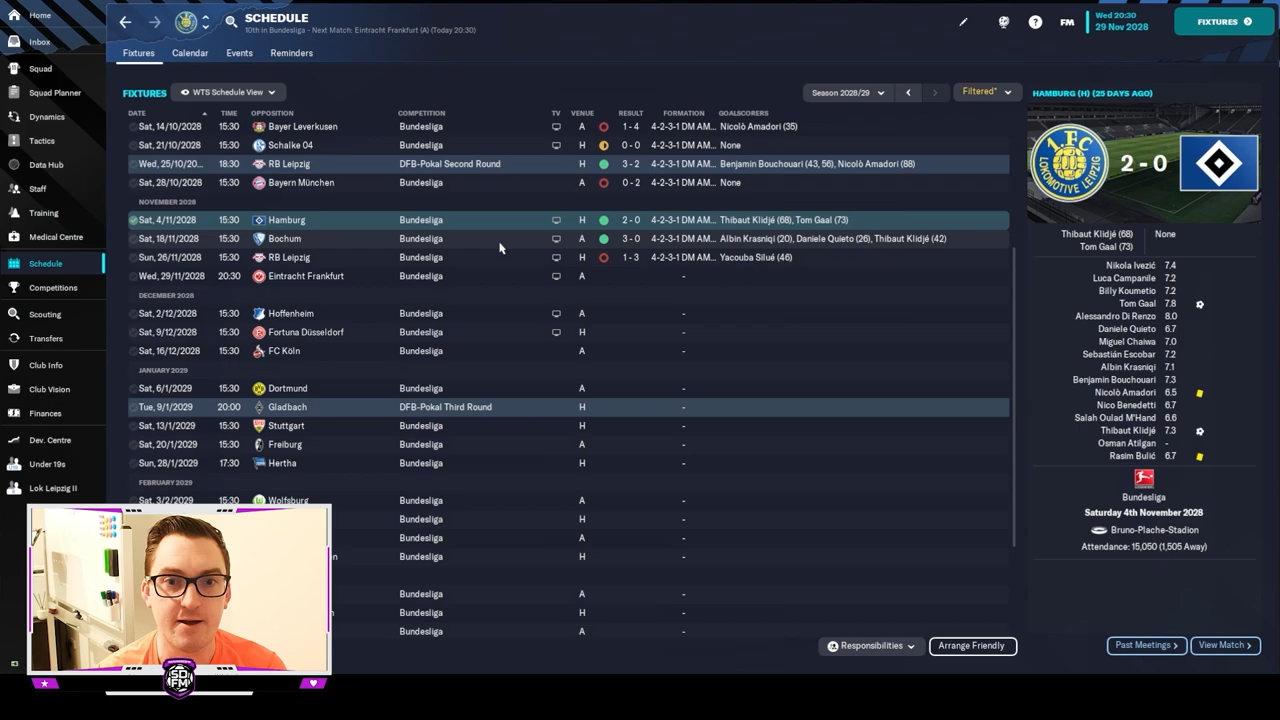 Home
SCHEDULE
10th in Bundesliga - Next Match: Eintracht Frankfurt (A) (Today 20:30)
FM
Wed 20:30
29 Nov 2028
FIXTURES
Inbox
Fixtures
Calendar
Events
Reminders
Squad
Squad Planner
Dynamics
Tactics
Data Hub
Staff
Training
Medical Centre
Schedule
Competitions
Scouting
Transfers
Club Info
Club Vision
Finances
Dev. Centre
Under 19s
Lok Leipzig II
FIXTURES
WTS Schedule View
Season 2028/29
Filtered*
DATE TIME OPPOSITION COMPETITION TV VENUE RESULT FORMATION GOALSCORERS
Sat, 14/10/2028 15:30 Bayer Leverkusen Bundesliga A 1 - 4 4-2-3-1 DM AM... Nicolò Amadori (35)
Sat, 21/10/2028 15:30 Schalke 04 Bundesliga H 0 - 0 4-2-3-1 DM AM... None
Wed, 25/10/20... 18:30 RB Leipzig DFB-Pokal Second Round H 3 - 2 4-2-3-1 DM AM... Benjamin Bouchouari (43, 56), Nicolò Amadori (88)
Sat, 28/10/2028 15:30 Bayern München Bundesliga A 0 - 2 4-2-3-1 DM AM... None
NOVEMBER 2028
Sat, 4/11/2028 15:30 Hamburg Bundesliga H 2 - 0 4-2-3-1 DM AM... Thibaut Klidjé (68), Tom Gaal (73)
Sat, 18/11/2028 15:30 Bochum Bundesliga A 3 - 0 4-2-3-1 DM AM... Albin Krasniqi (20), Daniele Quieto (26), Thibaut Klidjé (42)
Sun, 26/11/2028 15:30 RB Leipzig Bundesliga H 1 - 3 4-2-3-1 DM AM... Yacouba Silué (46)
Wed, 29/11/2028 20:30 Eintracht Frankfurt Bundesliga A -
DECEMBER 2028
Sat, 2/12/2028 15:30 Hoffenheim Bundesliga A -
Sat, 9/12/2028 15:30 Fortuna Düsseldorf Bundesliga H -
Sat, 16/12/2028 15:30 FC Köln Bundesliga A -
JANUARY 2029
Sat, 6/1/2029 15:30 Dortmund Bundesliga A -
Tue, 9/1/2029 20:00 Gladbach DFB-Pokal Third Round H -
Sat, 13/1/2029 15:30 Stuttgart Bundesliga H -
Sat, 20/1/2029 15:30 Freiburg Bundesliga A -
Sun, 28/1/2029 17:30 Hertha Bundesliga H -
FEBRUARY 2029
Sat, 3/2/2029 15:30 Wolfsburg Bundesliga A -
Bundesliga H -
Bundesliga A -
Bundesliga H -
Bundesliga A -
Bundesliga H -
Bundesliga A -
Responsibilities
Arrange Friendly
HAMBURG (H) (25 DAYS AGO)
1.FC
LOKOMOTIVE LEIPZIG
2 - 0
Thibaut Klidjé (68)
Tom Gaal (73)
None
Nikola Ivezić 7.4
Luca Campanile 7.2
Billy Koumetio 7.2
Tom Gaal 7.8
Alessandro Di Renzo 8.0
Daniele Quieto 6.7
Miguel Chaiwa 7.0
Sebastián Escobar 7.2
Albin Krasniqi 7.1
Benjamin Bouchouari 7.3
Nicolò Amadori 6.5
Nico Benedetti 6.7
Salah Oulad M'Hand 6.6
Thibaut Klidjé 7.3
Osman Atilgan -
Rasim Bulić 6.7
Bundesliga
Saturday 4th November 2028
Bruno-Plache-Stadion
Attendance: 15,050 (1,505 Away)
Past Meetings
View Match
SDFM